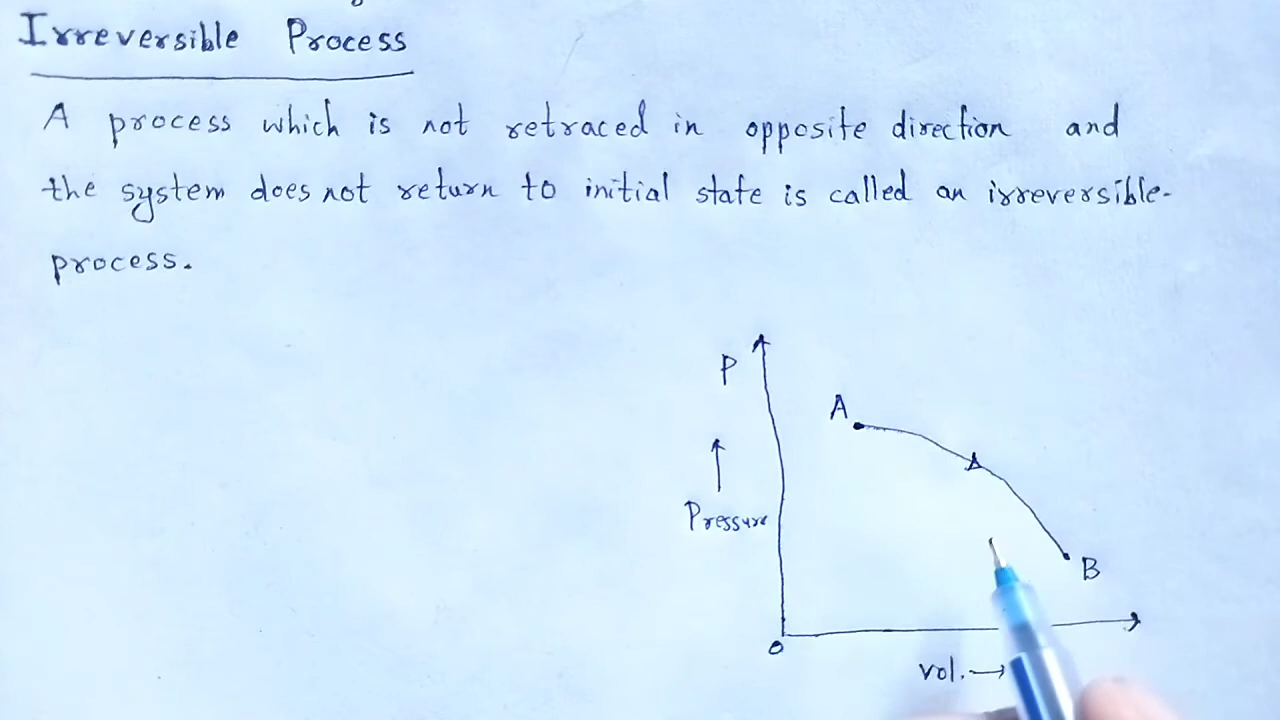 Irreversible Process
A process which is not retraced in opposite direction and
the system does not return to initial state is called an irreversible-
process.
P
A
Pressure
B
O
vol.